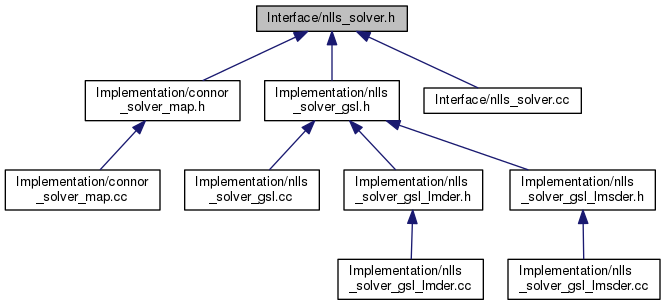 Interface/nlls_solver.h
Implementation/connor
_solver_map.h
Implementation/nlls
_solver_gsl.h
Interface/nlls_solver.cc
Implementation/connor
_solver_map.cc
Implementation/nlls
_solver_gsl.cc
Implementation/nlls
_solver_gsl_lmder.h
Implementation/nlls
_solver_gsl_lmsder.h
Implementation/nlls
_solver_gsl_lmder.cc
Implementation/nlls
_solver_gsl_lmsder.cc